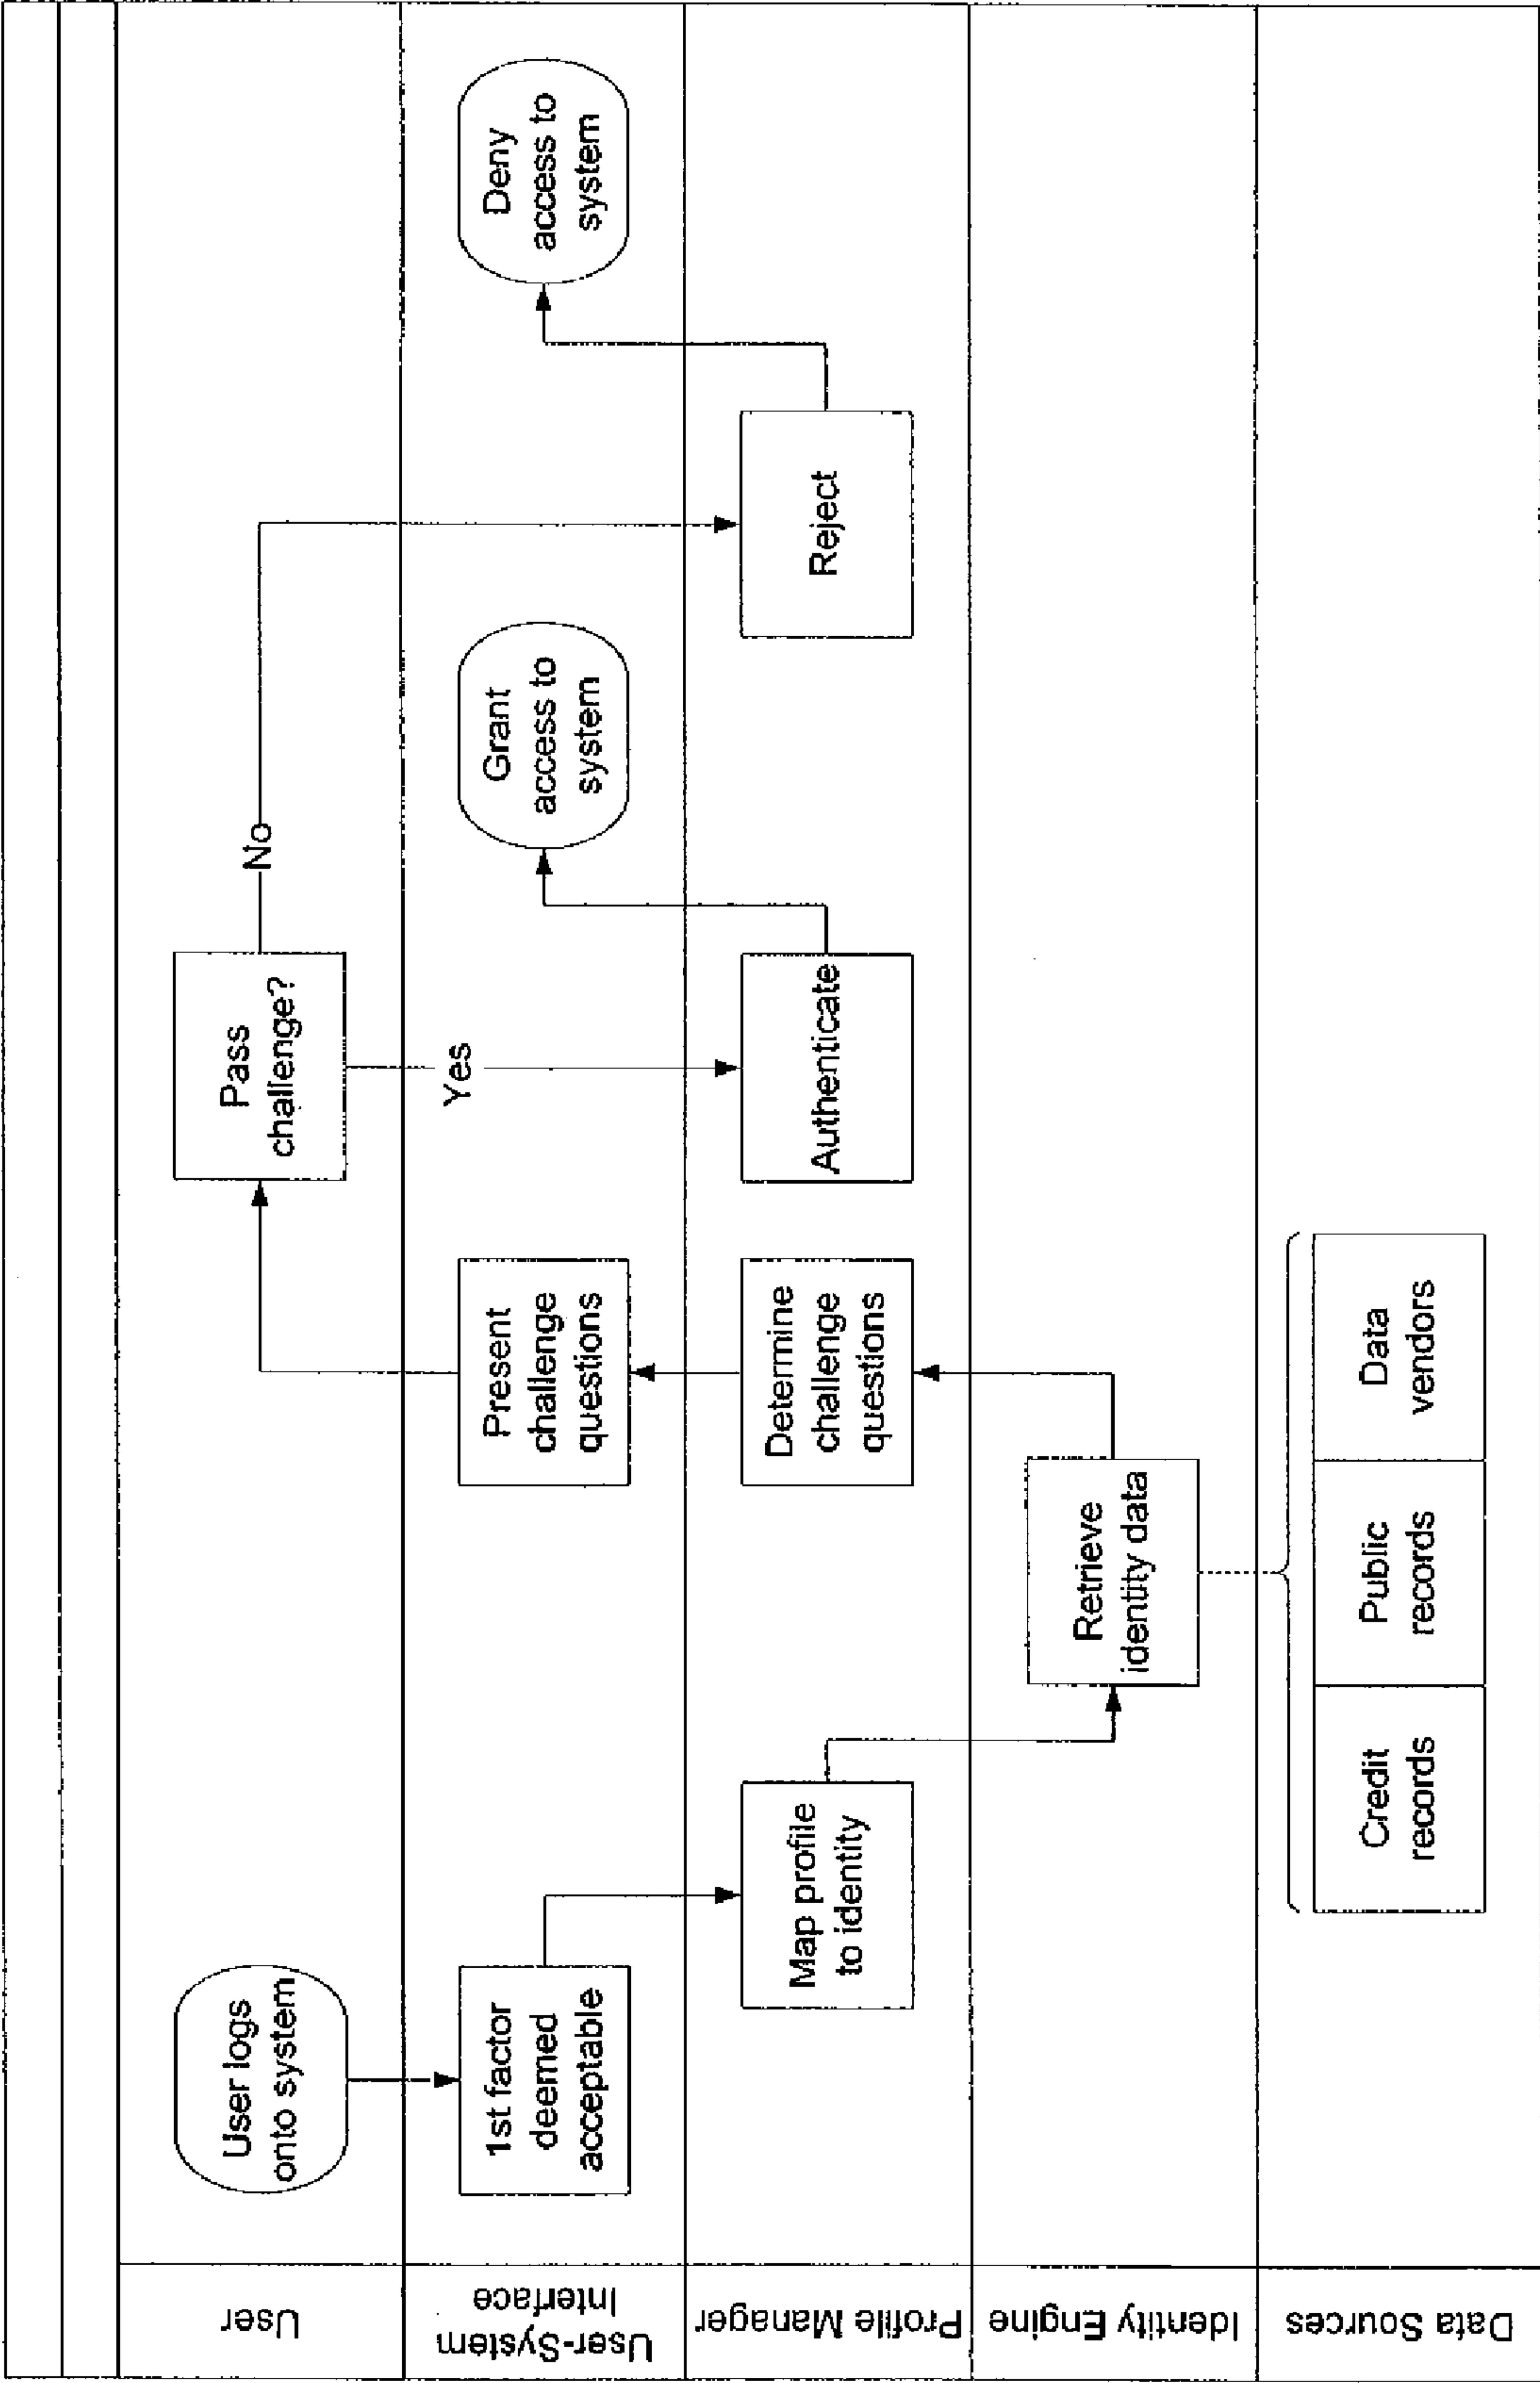 User
User logs
onto system
Pass
challenge?
No
User-System
Interface
1st factor
deemed
acceptable
Present
challenge
questions
Yes
Grant
access to
system
Deny
access to
system
Profile Manager
Map profile
to identity
Determine
challenge
questions
Authenticate
Reject
Identity Engine
Retrieve
identity data
Data Sources
Credit
records
Public
records
Data
vendors